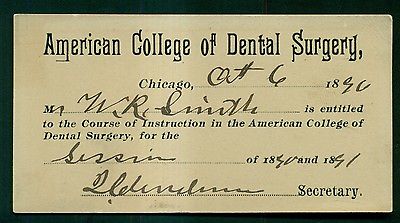 American College of Dental Surgery,
Chicago, Oct 6 1890
Mr W. R. Smith is entitled
to the Course of Instruction in the American College of
Dental Surgery, for the
Session of 1890 and 1891
Secretary.